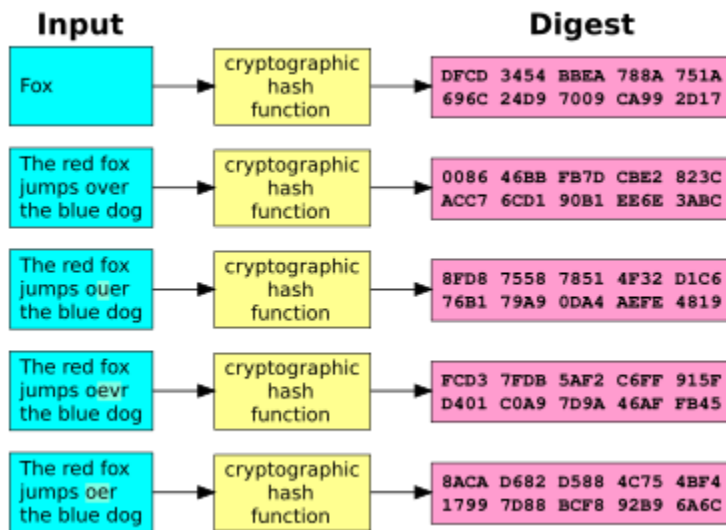 Input
Digest
Fox
cryptographic
hash
function
DFCD 3454 BBEA 788A 751A
696C 24D9 7009 CA99 2D17
The red fox
jumps over
the blue dog
cryptographic
hash
function
0086 46BB FB7D CBE2 823C
ACC7 6CD1 90B1 EE6E 3ABC
The red fox
jumps ouer
the blue dog
cryptographic
hash
function
8FD8 7558 7851 4F32 D1C6
76B1 79A9 0DA4 AEFE 4819
The red fox
jumps oevr
the blue dog
cryptographic
hash
function
FCD3 7FDB 5AF2 C6FF 915F
D401 C0A9 7D9A 46AF FB45
The red fox
jumps oer
the blue dog
cryptographic
hash
function
8ACA D682 D588 4C75 4BF4
1799 7D88 BCF8 92B9 6A6C